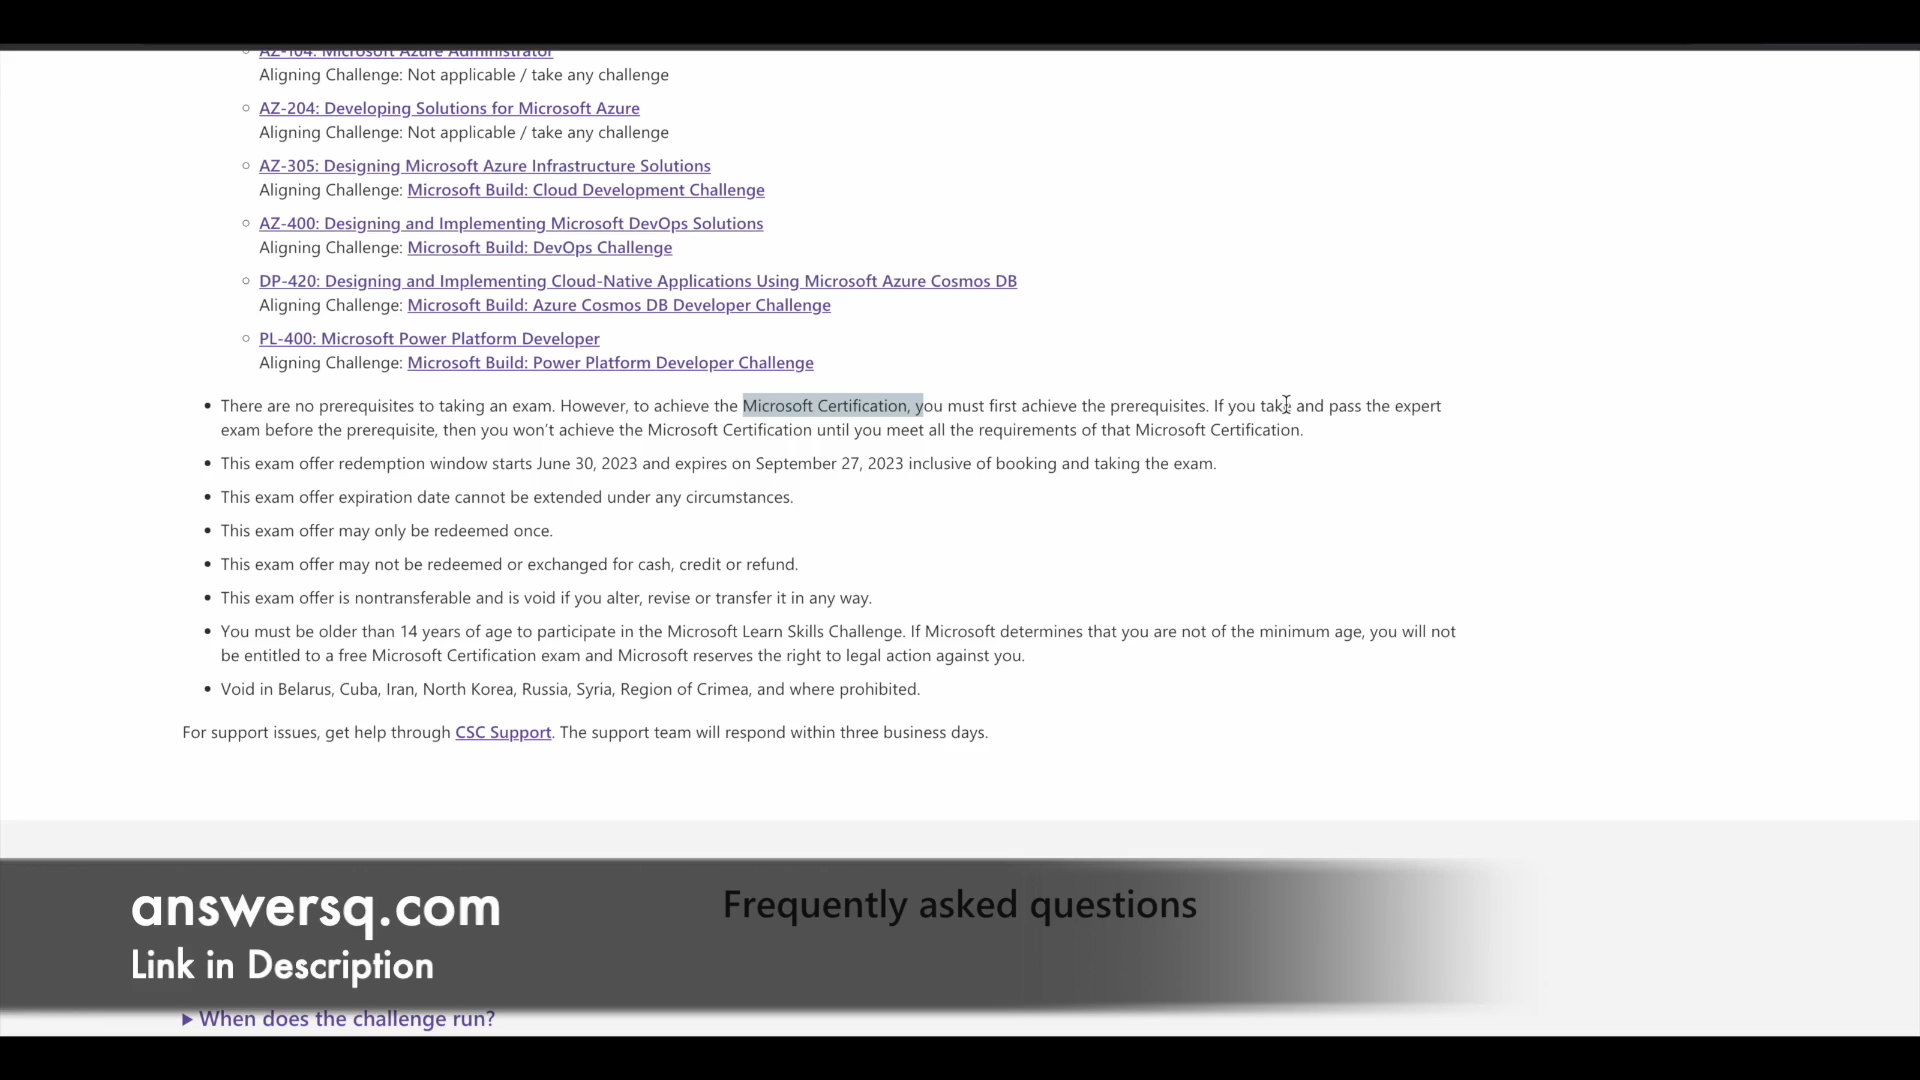 AZ-104: Microsoft Azure Administrator
Aligning Challenge: Not applicable / take any challenge
AZ-204: Developing Solutions for Microsoft Azure
Aligning Challenge: Not applicable / take any challenge
AZ-305: Designing Microsoft Azure Infrastructure Solutions
Aligning Challenge: Microsoft Build: Cloud Development Challenge
AZ-400: Designing and Implementing Microsoft DevOps Solutions
Aligning Challenge: Microsoft Build: DevOps Challenge
DP-420: Designing and Implementing Cloud-Native Applications Using Microsoft Azure Cosmos DB
Aligning Challenge: Microsoft Build: Azure Cosmos DB Developer Challenge
PL-400: Microsoft Power Platform Developer
Aligning Challenge: Microsoft Build: Power Platform Developer Challenge
There are no prerequisites to taking an exam. However, to achieve the Microsoft Certification, you must first achieve the prerequisites. If you take and pass the expert
exam before the prerequisite, then you won’t achieve the Microsoft Certification until you meet all the requirements of that Microsoft Certification.
This exam offer redemption window starts June 30, 2023 and expires on September 27, 2023 inclusive of booking and taking the exam.
This exam offer expiration date cannot be extended under any circumstances.
This exam offer may only be redeemed once.
This exam offer may not be redeemed or exchanged for cash, credit or refund.
This exam offer is nontransferable and is void if you alter, revise or transfer it in any way.
You must be older than 14 years of age to participate in the Microsoft Learn Skills Challenge. If Microsoft determines that you are not of the minimum age, you will not
be entitled to a free Microsoft Certification exam and Microsoft reserves the right to legal action against you.
Void in Belarus, Cuba, Iran, North Korea, Russia, Syria, Region of Crimea, and where prohibited.
For support issues, get help through CSC Support. The support team will respond within three business days.
Frequently asked questions
answersq.com
Link in Description
When does the challenge run?